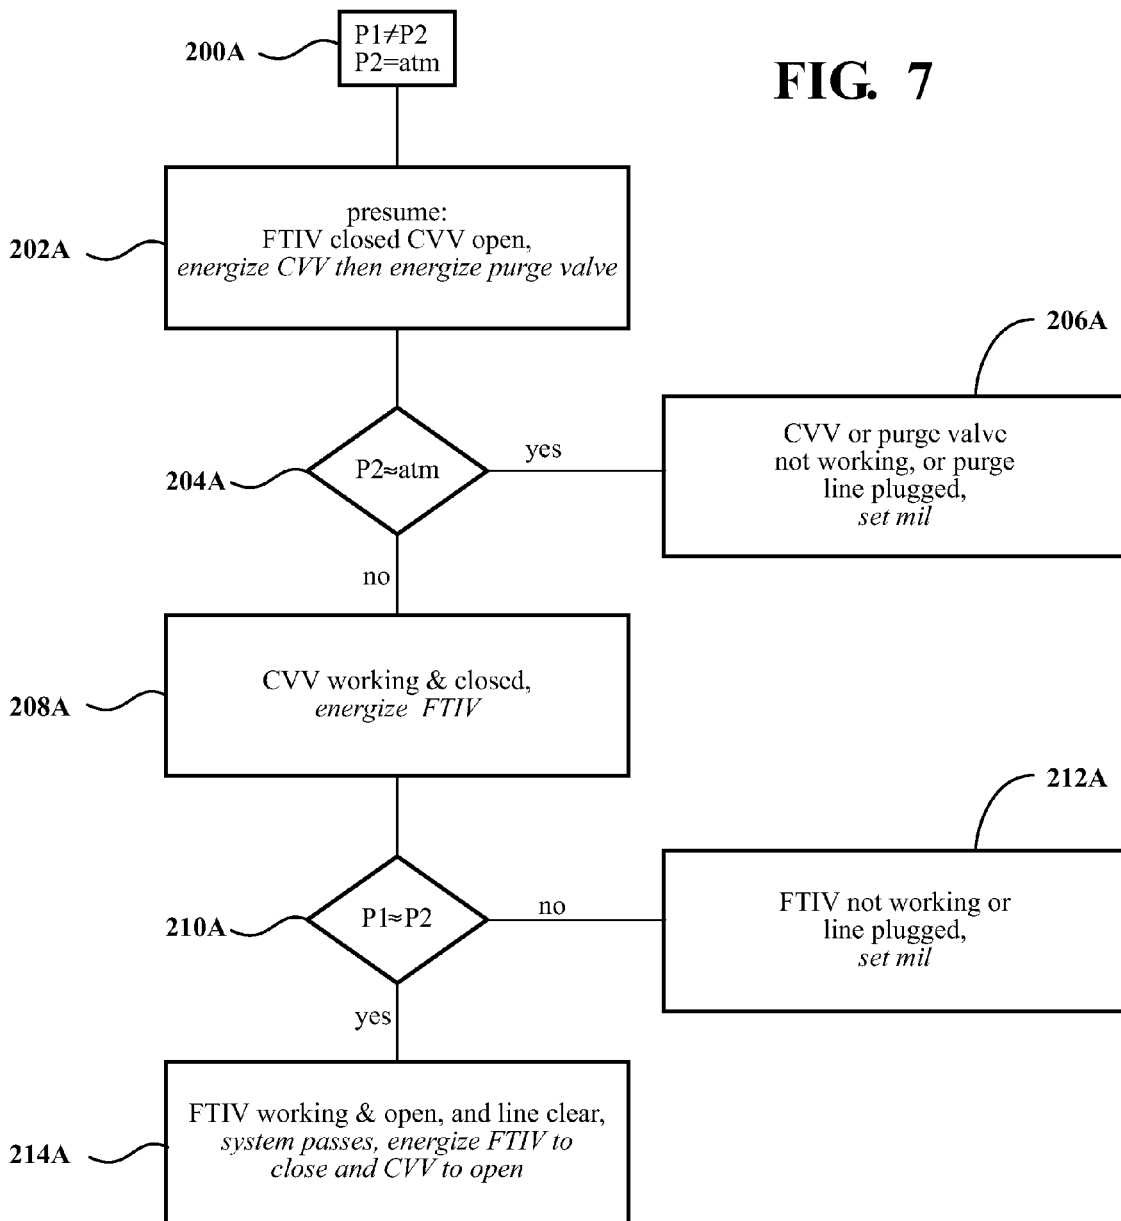 200A
P1≠P2
P2=atm
FIG. 7
202A
presume:
FTIV closed CVV open,
energize CVV then energize purge valve
204A
P2≈atm
yes
206A
CVV or purge valve
not working, or purge
line plugged,
set mil
no
208A
CVV working & closed,
energize FTIV
210A
P1≈P2
no
212A
FTIV not working or
line plugged,
set mil
yes
214A
FTIV working & open, and line clear,
system passes, energize FTIV to
close and CVV to open